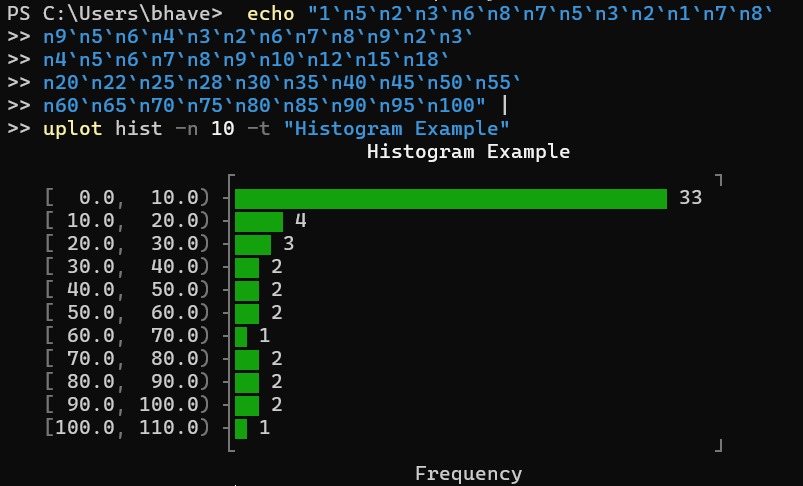 PS C:\Users\bhave>  echo "1`n5`n2`n3`n6`n8`n7`n5`n3`n2`n1`n7`n8`
>> n9`n5`n6`n4`n3`n2`n6`n7`n8`n9`n2`n3`
>> n4`n5`n6`n7`n8`n9`n10`n12`n15`n18`
>> n20`n22`n25`n28`n30`n35`n40`n45`n50`n55`
>> n60`n65`n70`n75`n80`n85`n90`n95`n100" |
>> uplot hist -n 10 -t "Histogram Example"
Histogram Example
[  0.0,  10.0) 33
[ 10.0,  20.0) 4
[ 20.0,  30.0) 3
[ 30.0,  40.0) 2
[ 40.0,  50.0) 2
[ 50.0,  60.0) 2
[ 60.0,  70.0) 1
[ 70.0,  80.0) 2
[ 80.0,  90.0) 2
[ 90.0, 100.0) 2
[100.0, 110.0) 1
Frequency